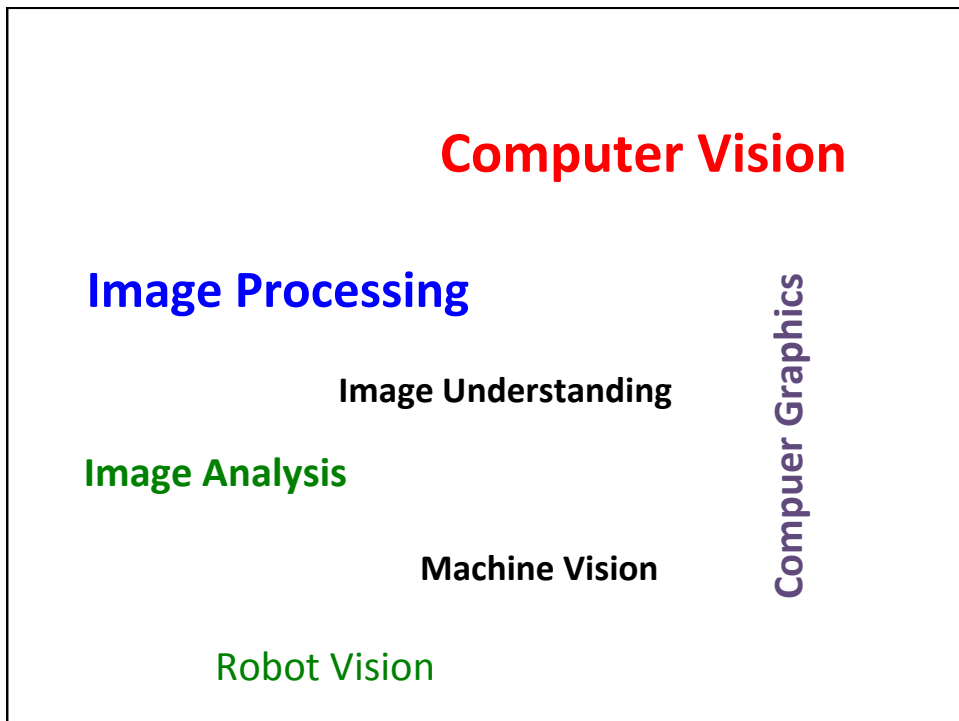 Computer Vision
Image Processing
Image Understanding
Image Analysis
Machine Vision
Robot Vision
Compuer Graphics